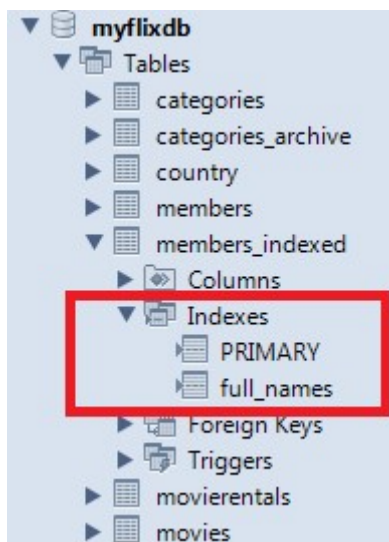 myflixdb
Tables
categories
categories_archive
country
members
members_indexed
Columns
Indexes
PRIMARY
full_names
Foreign Keys
Triggers
movierentals
movies